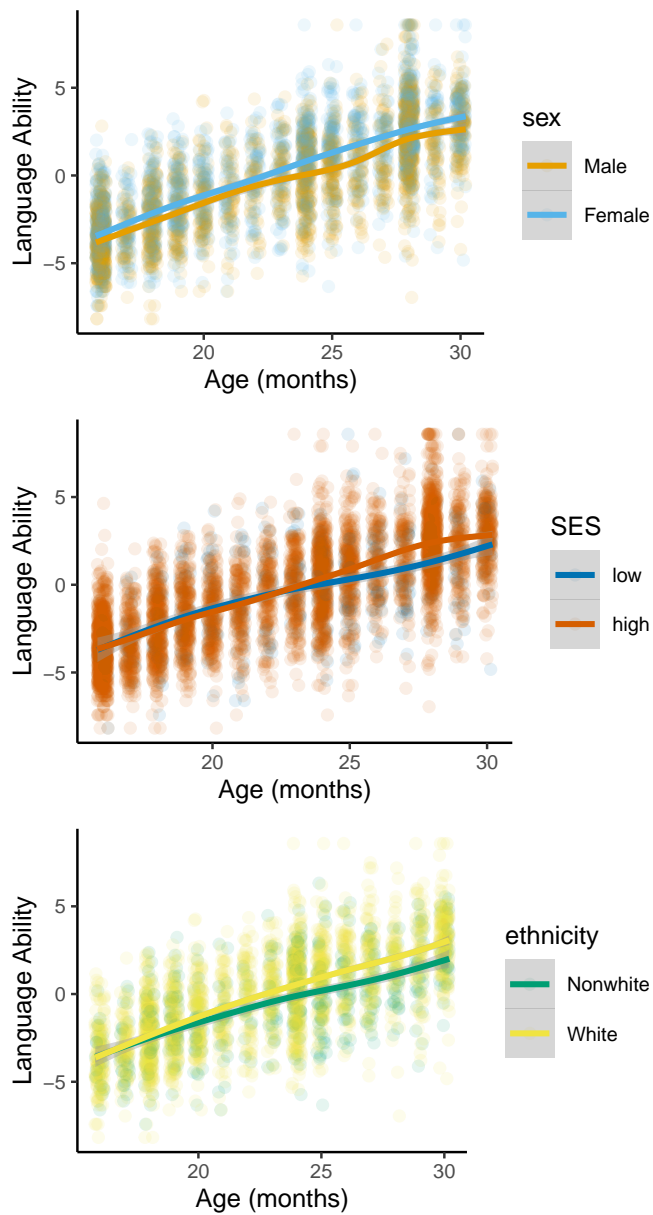 Language Ability
5
0
−5
20
25
30
Age (months)
sex
Male
Female
Language Ability
5
0
−5
20
25
30
Age (months)
SES
low
high
Language Ability
5
0
−5
20
25
30
Age (months)
ethnicity
Nonwhite
White